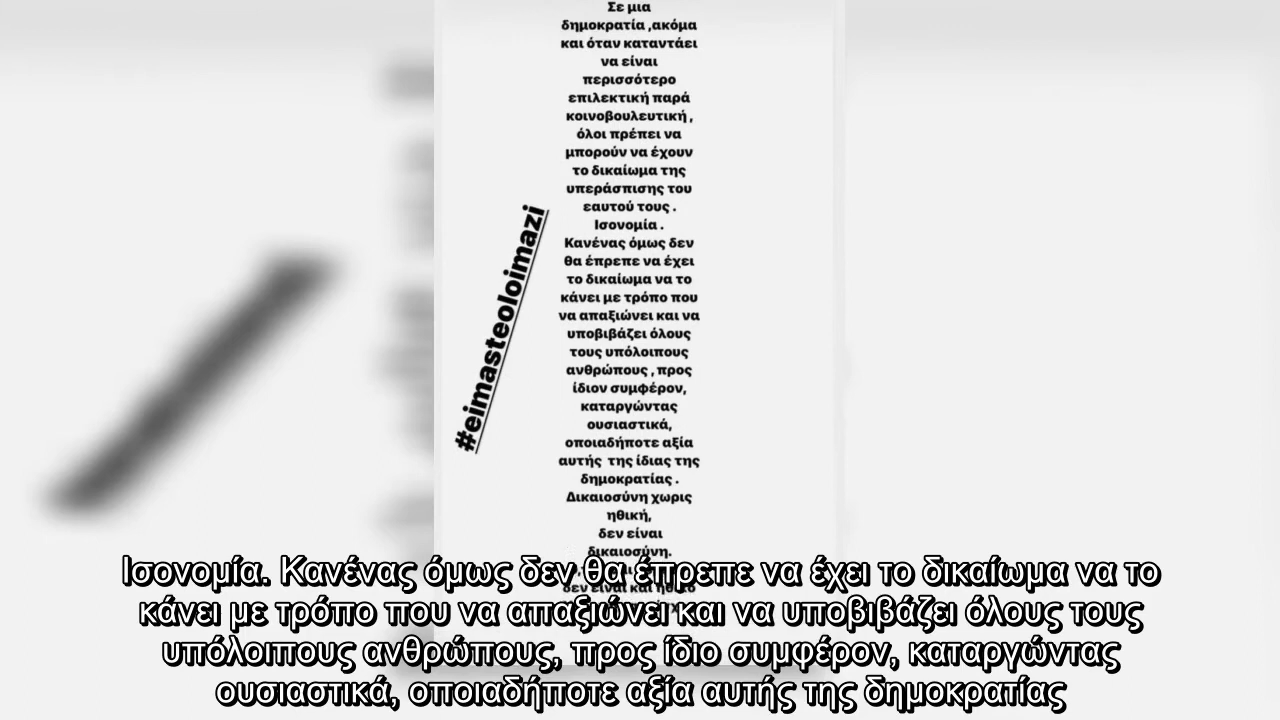 Σε μια
δημοκρατία ,ακόμα
και όταν καταντάει
να είναι
περισσότερο
επιλεκτική παρά
κοινοβουλευτική ,
όλοι πρέπει να
μπορούν να έχουν
το δικαίωμα της
υπεράσπισης του
εαυτού τους .
Ισονομία .
Κανένας όμως δεν
θα έπρεπε να έχει
το δικαίωμα να το
κάνει με τρόπο που
να απαξιώνει και να
υποβιβάζει όλους
τους υπόλοιπους
ανθρώπους , προς
ίδιον συμφέρον,
καταργώντας
ουσιαστικά,
οποιαδήποτε αξία
αυτής της ίδιας της
δημοκρατίας .
Δικαιοσύνη χωρις
ηθική,
δεν είναι
δικαιοσύνη.
δεν είναι και
#eimasteoloimazi
Ισονομία. Κανένας όμως δεν θα έπρεπε να έχει το δικαίωμα να το
κάνει με τρόπο που να απαξιώνει και να υποβιβάζει όλους τους
υπόλοιπους ανθρώπους, προς ίδιο συμφέρον, καταργώντας
ουσιαστικά, οποιαδήποτε αξία αυτής της δημοκρατίας